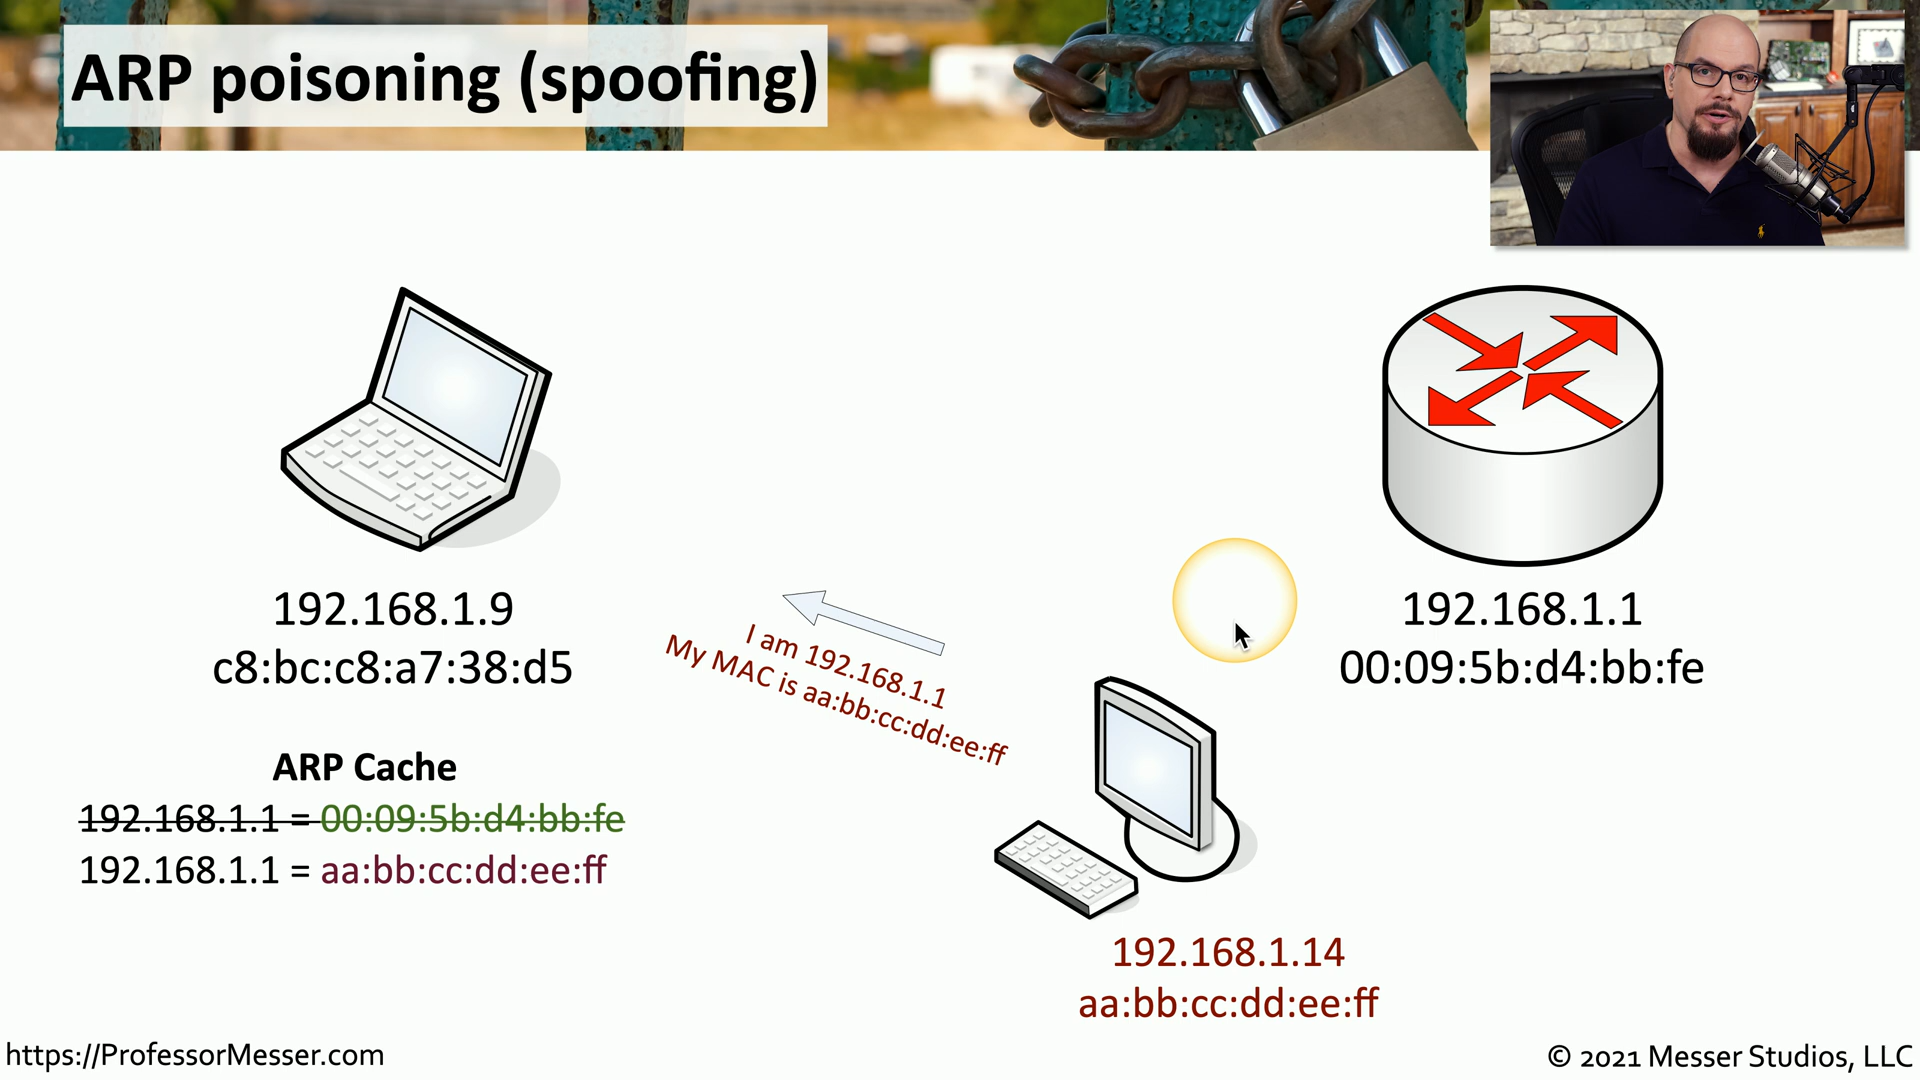 ARP poisoning (spoofing)
192.168.1.9
c8:bc:c8:a7:38:d5
192.168.1.1
00:09:5b:d4:bb:fe
I am 192.168.1.1
My MAC is aa:bb:cc:dd:ee:ff
ARP Cache
192.168.1.1 = 00:09:5b:d4:bb:fe
192.168.1.1 = aa:bb:cc:dd:ee:ff
192.168.1.14
aa:bb:cc:dd:ee:ff
https://ProfessorMesser.com
© 2021 Messer Studios, LLC